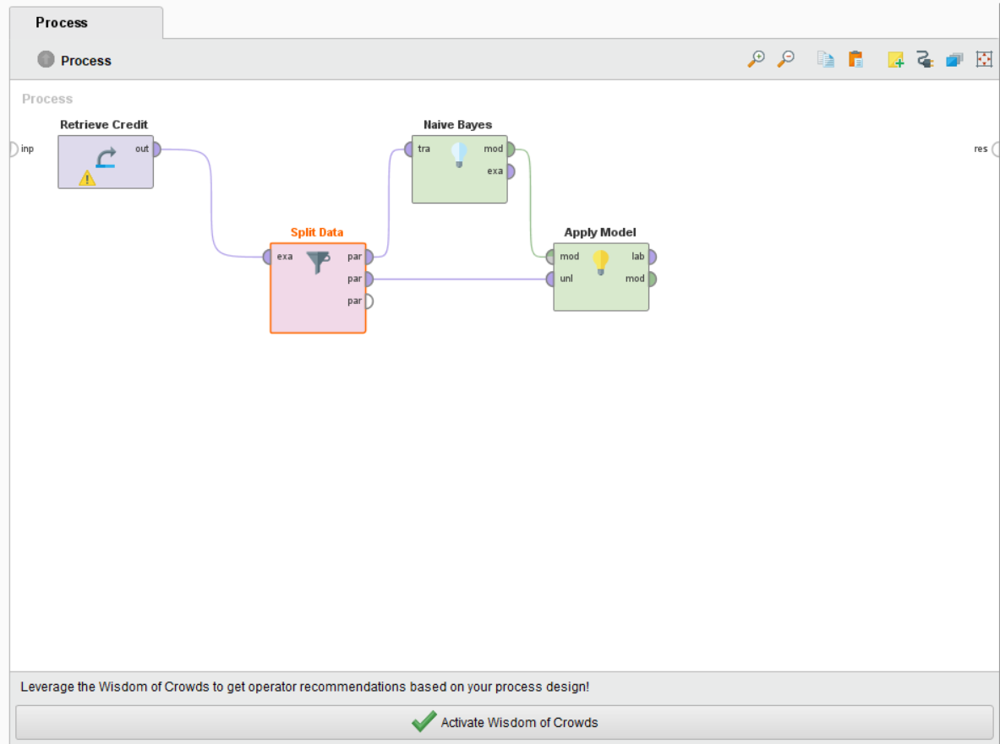 Process
Process
Process
Retrieve Credit
Naive Bayes
inp
out
tra
mod
res
exa
Split Data
Apply Model
exa
par
mod
lab
par
unl
mod
par
Leverage the Wisdom of Crowds to get operator recommendations based on your process design!
Activate Wisdom of Crowds